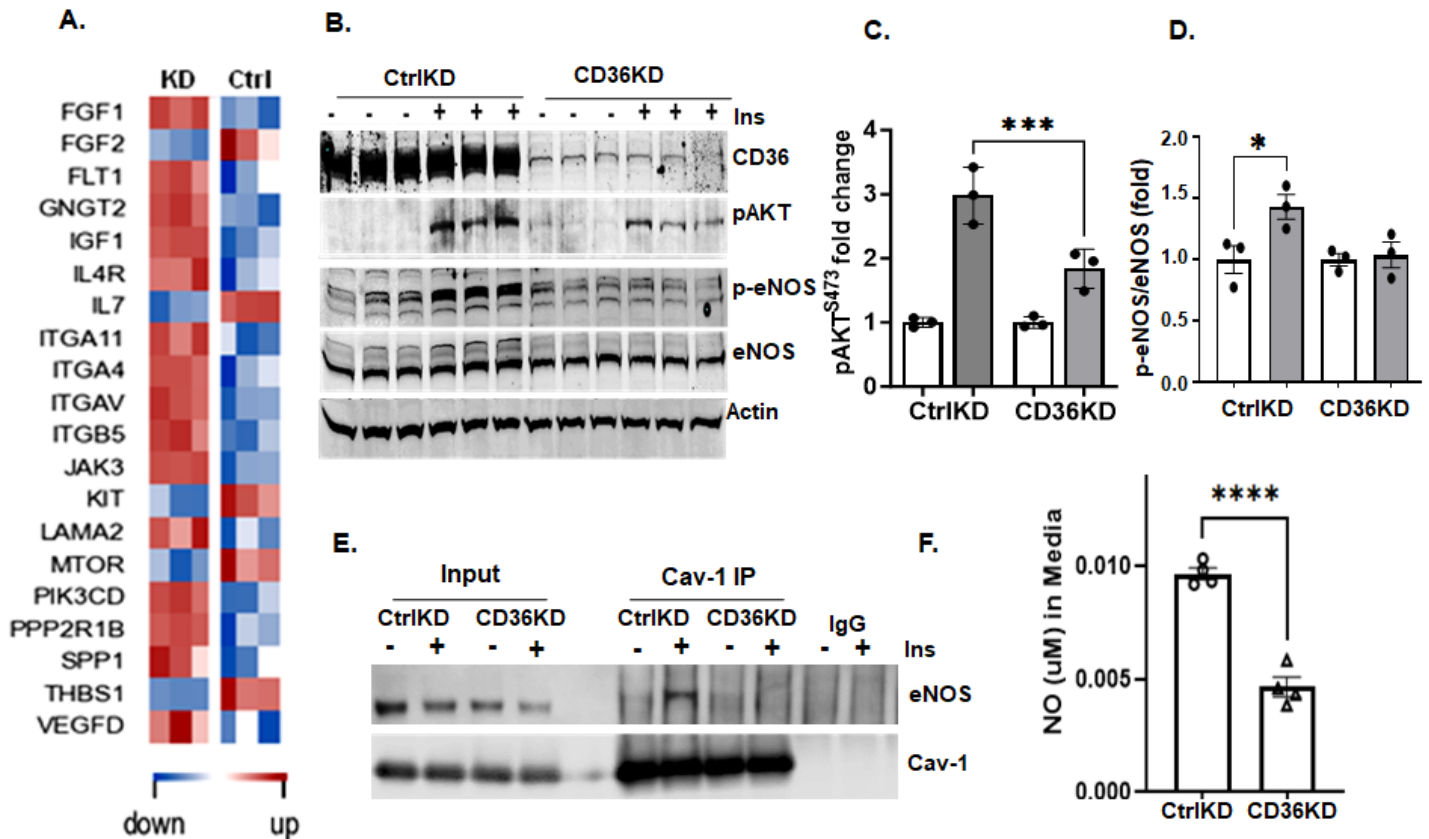 A.
KD Ctrl
FGF1
FGF2
FLT1
GNGT2
IGF1
IL4R
IL7
ITGA11
ITGA4
ITGAV
ITGB5
JAK3
KIT
LAMA2
MTOR
PIK3CD
PPP2R1B
SPP1
THBS1
VEGFD
down up
B.
CtrlKD CD36KD
- - - + + + - - - + + + Ins
CD36
pAKT
p-eNOS
eNOS
Actin
C.
pAKT^S473 fold change
4
3
2
1
0
***
CtrlKD CD36KD
D.
p-eNOS/eNOS (fold)
2.0
1.5
1.0
0.5
0.0
*
CtrlKD CD36KD
E.
Input Cav-1 IP
CtrlKD CD36KD CtrlKD CD36KD IgG
- + - + - + - + - + Ins
eNOS
Cav-1
F.
NO (uM) in Media
0.010
0.005
0.000
****
CtrlKD CD36KD